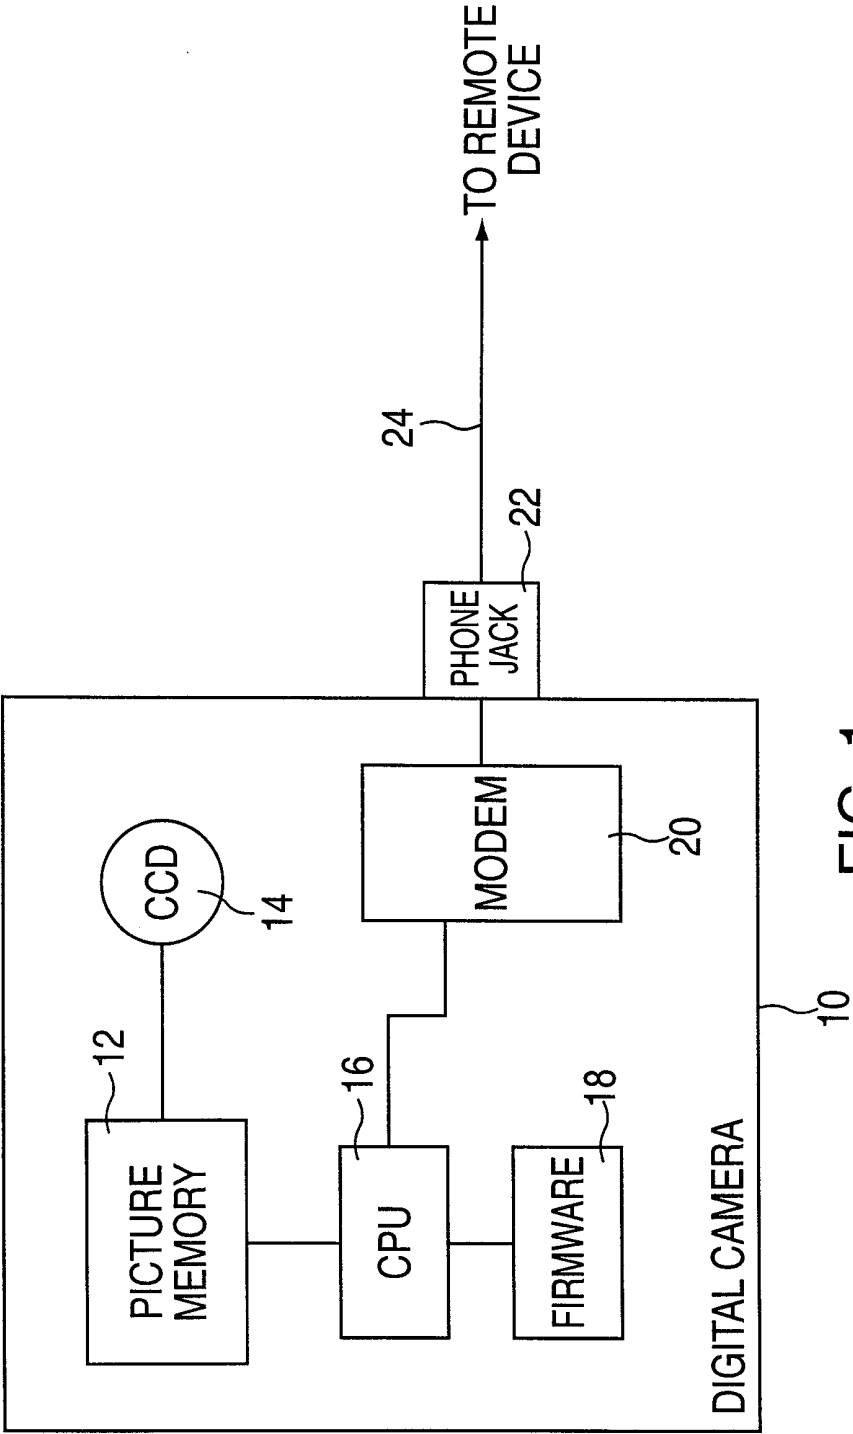 PICTURE
MEMORY
12
CCD
14
CPU
16
FIRMWARE
18
MODEM
20
PHONE
JACK
22
24
TO REMOTE
DEVICE
DIGITAL CAMERA
10